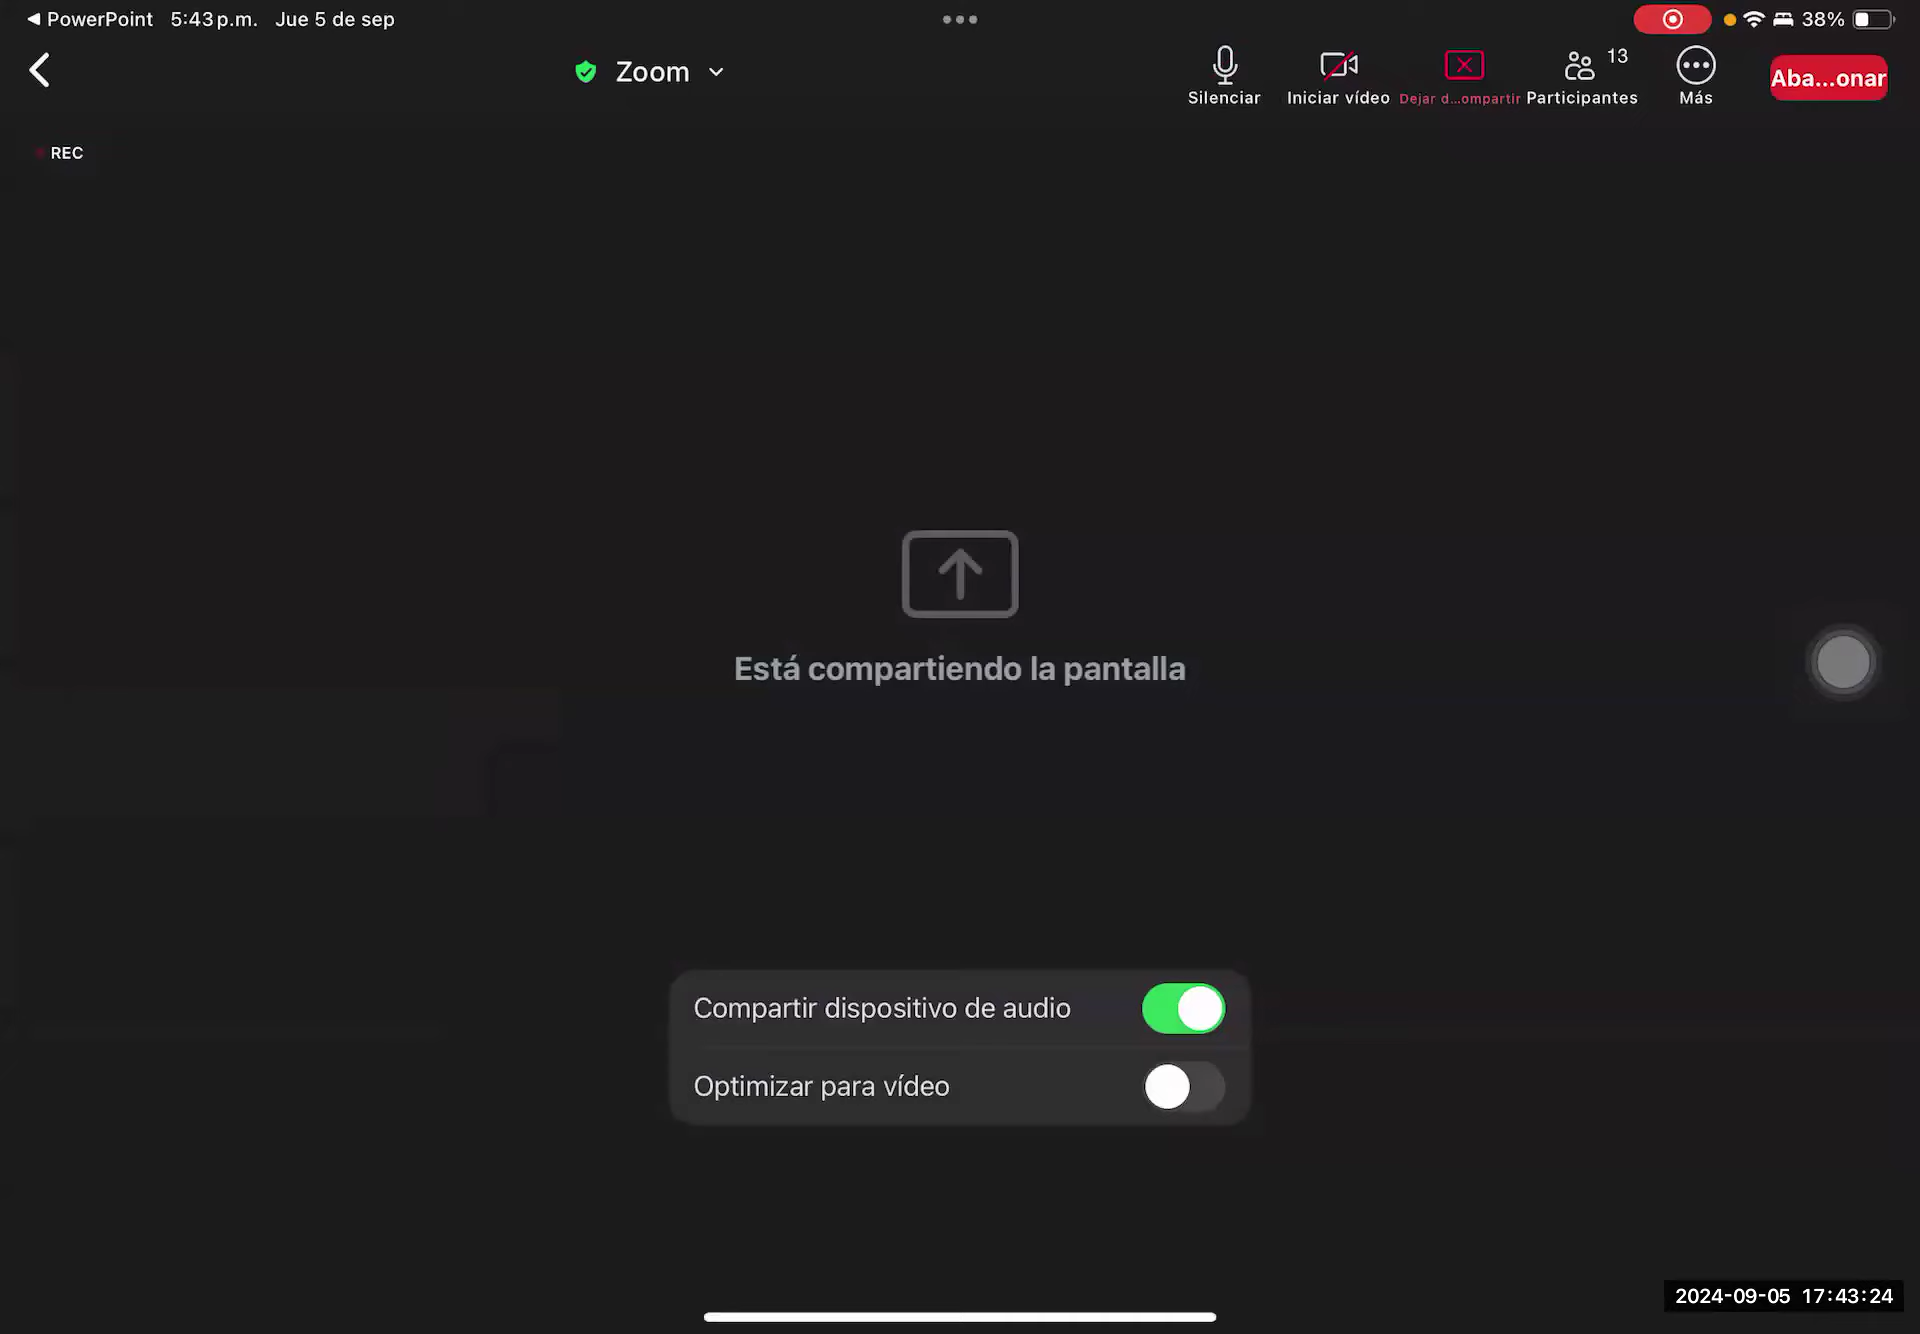 PowerPoint 5:43 p.m. Jue 5 de sep
38%
Zoom
13
Silenciar
Iniciar vídeo
Dejar d...ompartir
Participantes
Más
Aba...onar
REC
Está compartiendo la pantalla
Compartir dispositivo de audio
Optimizar para vídeo
2024-09-05 17:43:24